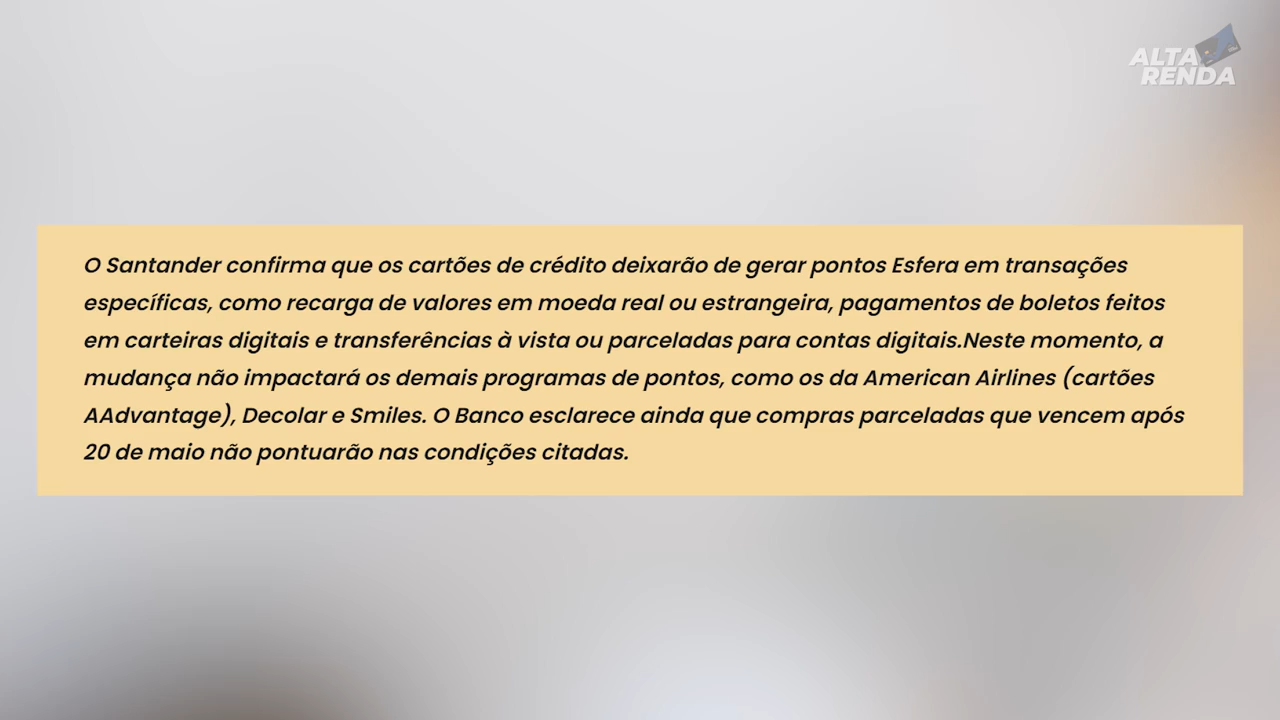 ALTA
RENDA
O Santander confirma que os cartões de crédito deixarão de gerar pontos Esfera em transações
específicas, como recarga de valores em moeda real ou estrangeira, pagamentos de boletos feitos
em carteiras digitais e transferências à vista ou parceladas para contas digitais.Neste momento, a
mudança não impactará os demais programas de pontos, como os da American Airlines (cartões
AAdvantage), Decolar e Smiles. O Banco esclarece ainda que compras parceladas que vencem após
20 de maio não pontuarão nas condições citadas.